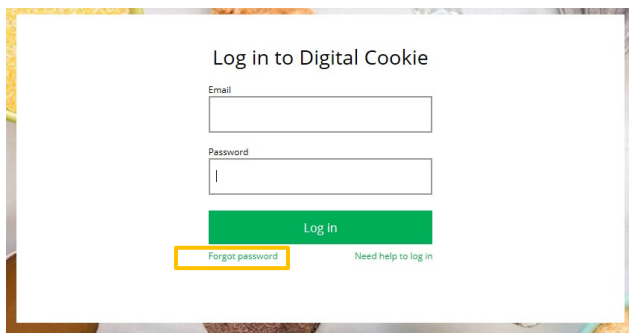 Log in to Digital Cookie
Email
Password
Log in
Forgot password Need help to log in